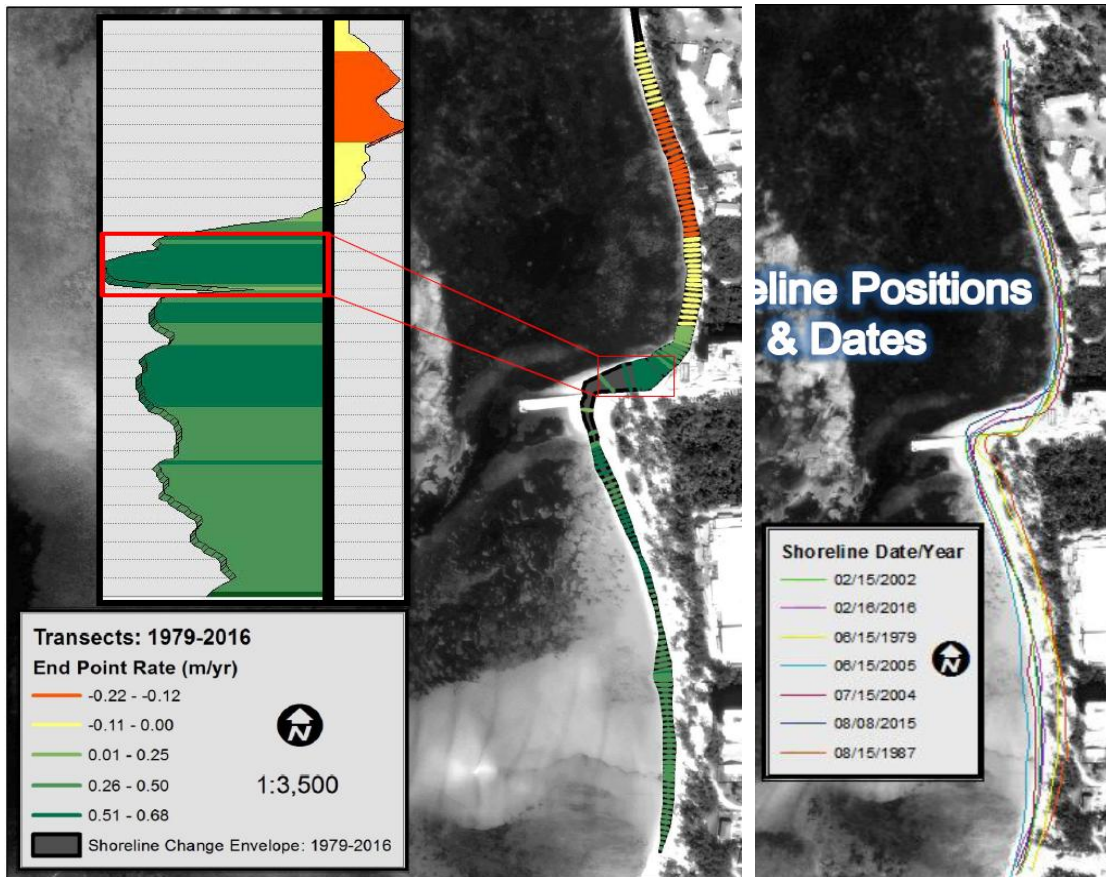 Transects: 1979-2016
End Point Rate (m/yr)
-0.22 - -0.12
-0.11 - 0.00
0.01 - 0.25
0.26 - 0.50
0.51 - 0.68
Shoreline Change Envelope: 1979-2016
N
1:3,500
eline Positions
& Dates
Shoreline Date/Year
02/15/2002
02/16/2016
06/15/1979
06/15/2005
07/15/2004
08/08/2015
08/15/1987
N